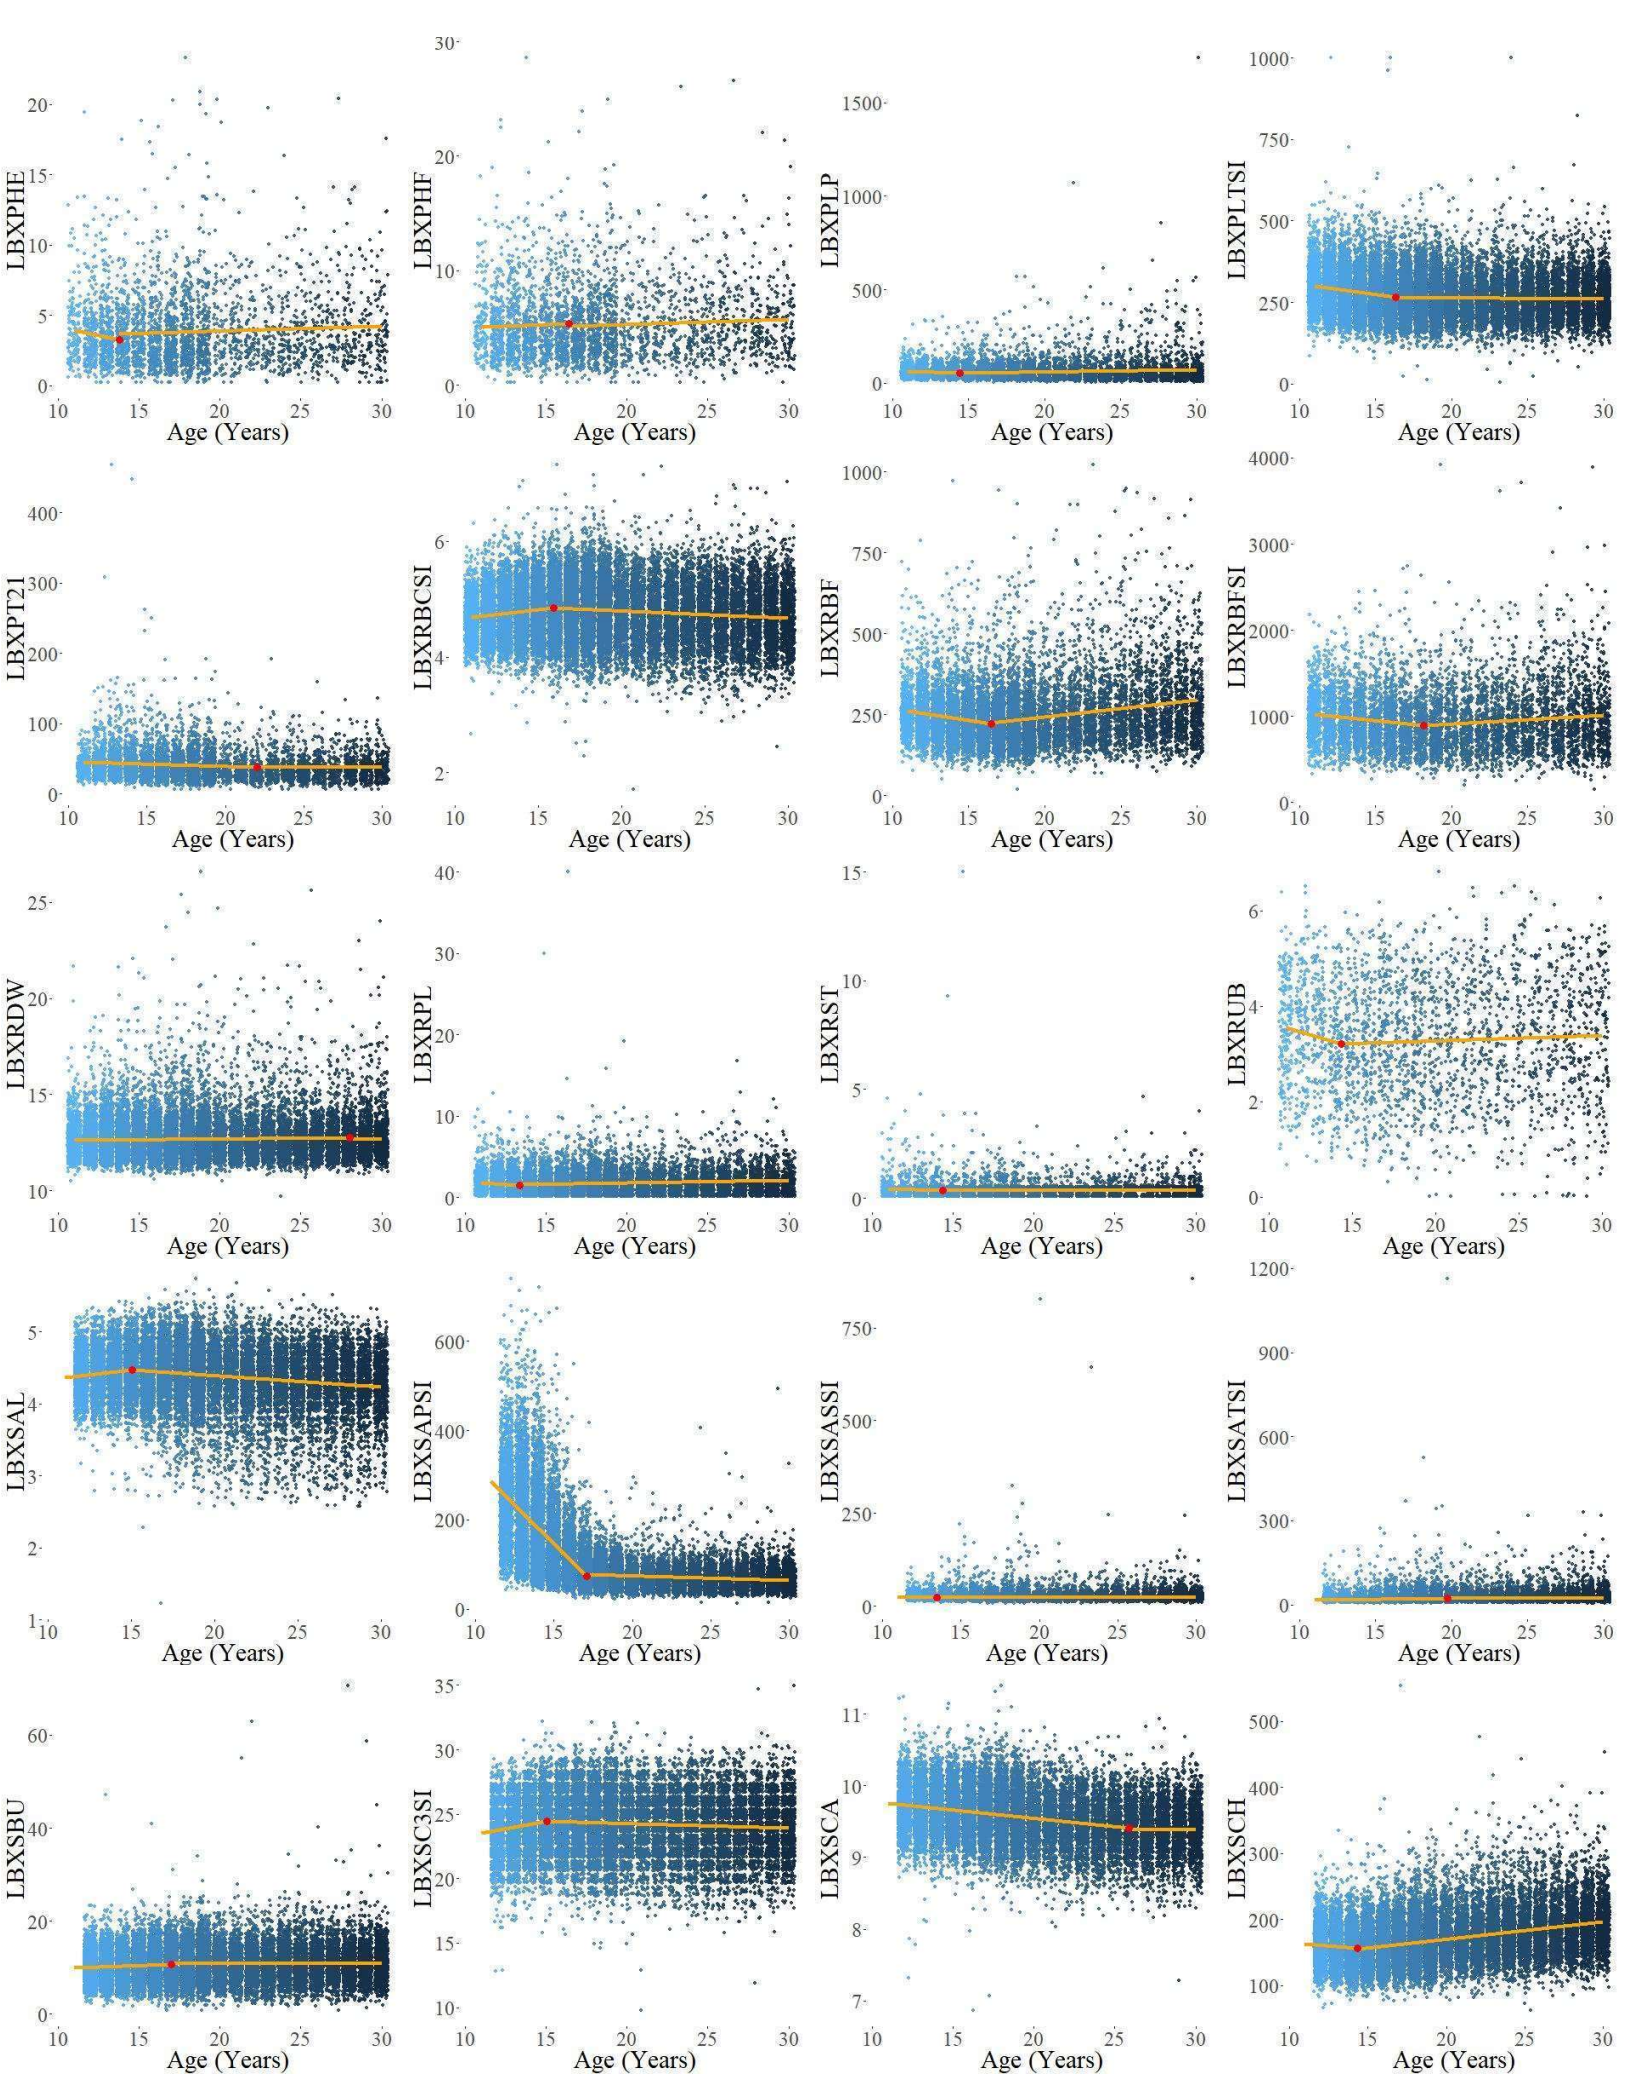 LBXPHE
20
15
10
5
0
10 15 20 25 30
Age (Years)
LBXPHF
30
20
10
0
10 15 20 25 30
Age (Years)
LBXPLP
1500
1000
500
0
10 15 20 25 30
Age (Years)
LBXPLTSI
1000
750
500
250
0
10 15 20 25 30
Age (Years)
LBXPT21
400
300
200
100
0
10 15 20 25 30
Age (Years)
LBXRBCSI
6
4
2
10 15 20 25 30
Age (Years)
LBXRBF
1000
750
500
250
0
10 15 20 25 30
Age (Years)
LBXRBFSI
4000
3000
2000
1000
0
10 15 20 25 30
Age (Years)
LBXRDW
25
20
15
10
10 15 20 25 30
Age (Years)
LBXRPL
40
30
20
10
0
10 15 20 25 30
Age (Years)
LBXRST
15
10
5
0
10 15 20 25 30
Age (Years)
LBXRUB
6
4
2
0
10 15 20 25 30
Age (Years)
LBXSAL
5
4
3
2
1
10 15 20 25 30
Age (Years)
LBXSAPSI
600
400
200
0
10 15 20 25 30
Age (Years)
LBXSASSI
750
500
250
0
10 15 20 25 30
Age (Years)
LBXSATSI
1200
900
600
300
0
10 15 20 25 30
Age (Years)
LBXSBU
60
40
20
0
10 15 20 25 30
Age (Years)
LBXSC3SI
35
30
25
20
15
10
10 15 20 25 30
Age (Years)
LBXSCA
11
10
9
8
7
10 15 20 25 30
Age (Years)
LBXSCH
500
400
300
200
100
10 15 20 25 30
Age (Years)